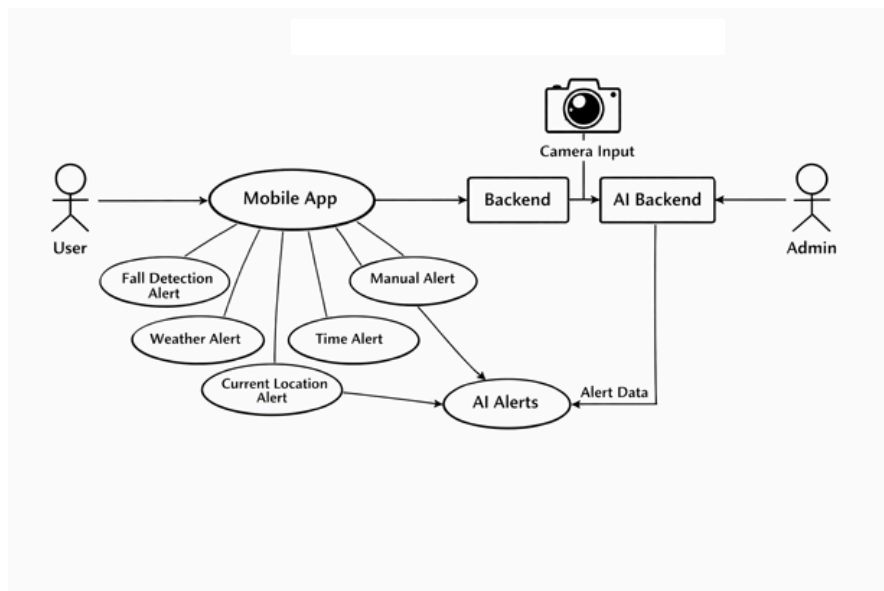 Camera Input
Mobile App
Backend
AI Backend
User
Admin
Fall Detection
Alert
Manual Alert
Weather Alert
Time Alert
Current Location
Alert
AI Alerts
Alert Data